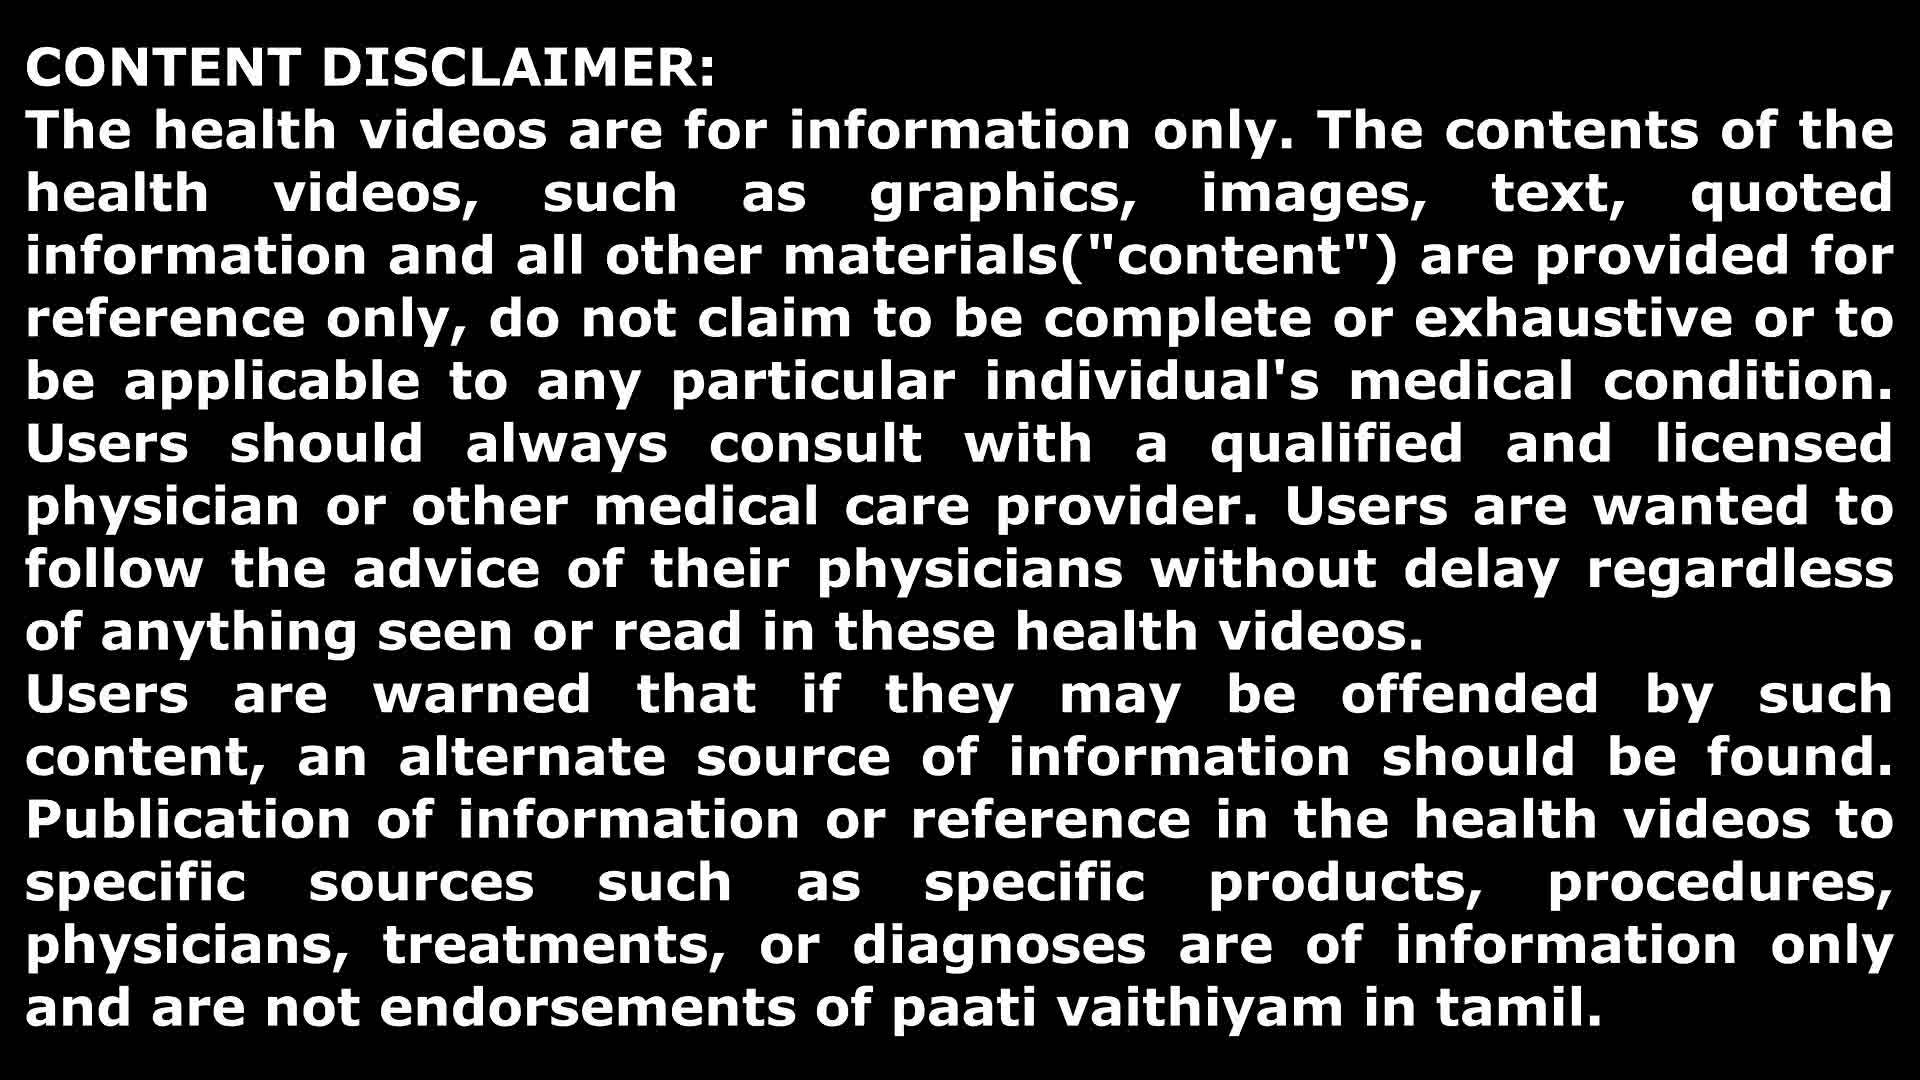 CONTENT DISCLAIMER:
The health videos are for information only. The contents of the
health videos, such as graphics, images, text, quoted
information and all other materials("content") are provided for
reference only, do not claim to be complete or exhaustive or to
be applicable to any particular individual's medical condition.
Users should always consult with a qualified and licensed
physician or other medical care provider. Users are wanted to
follow the advice of their physicians without delay regardless
of anything seen or read in these health videos.
Users are warned that if they may be offended by such
content, an alternate source of information should be found.
Publication of information or reference in the health videos to
specific sources such as specific products, procedures,
physicians, treatments, or diagnoses are of information only
and are not endorsements of paati vaithiyam in tamil.